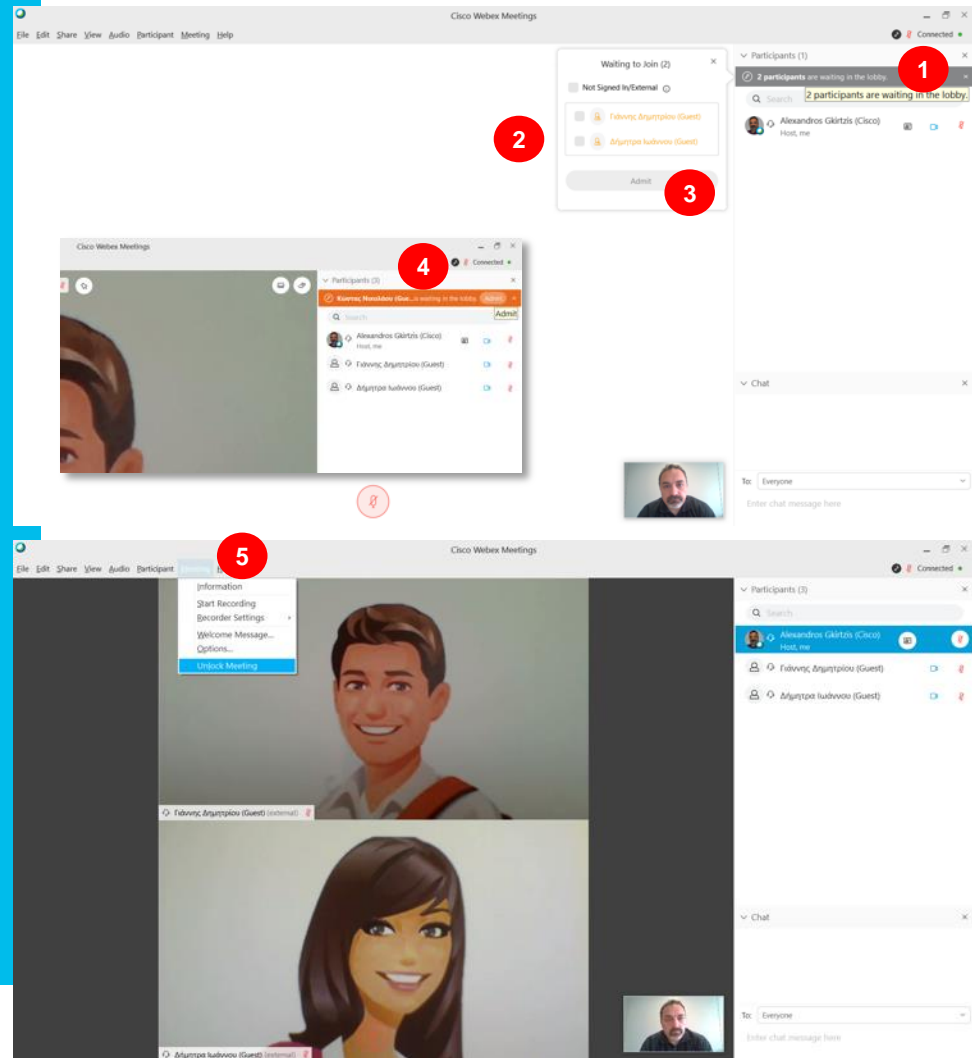 Cisco Webex Meetings
File Edit Share View Audio Participant Meeting Help
Connected
Waiting to Join (2)
Not Signed In/External
Γιάννης Δημητρίου (Guest)
Δήμητρα Ιωάννου (Guest)
Admit
Participants (1)
2 participants are waiting in the lobby.
Search
2 participants are waiting in the lobby.
Alexandros Gkirtzis (Cisco)
Host, me
1
2
3
Cisco Webex Meetings
4
Connected
Participants (3)
is waiting in the lobby.
Admit
Search
Admit
Alexandros Gkirtzis (Cisco)
Host, me
Γιάννης Δημητρίου (Guest)
Δήμητρα Ιωάννου (Guest)
Chat
To: Everyone
Enter chat message here
5
Cisco Webex Meetings
File Edit Share View Audio Participant Meeting
Connected
Information
Start Recording
Recorder Settings
Welcome Message...
Options...
Unlock Meeting
Participants (3)
Search
Alexandros Gkirtzis (Cisco)
Host, me
Γιάννης Δημητρίου (Guest)
Δήμητρα Ιωάννου (Guest)
Γιάννης Δημητρίου (Guest) (external)
Δήμητρα Ιωάννου (Guest) (external)
Chat
To: Everyone
Enter chat message here